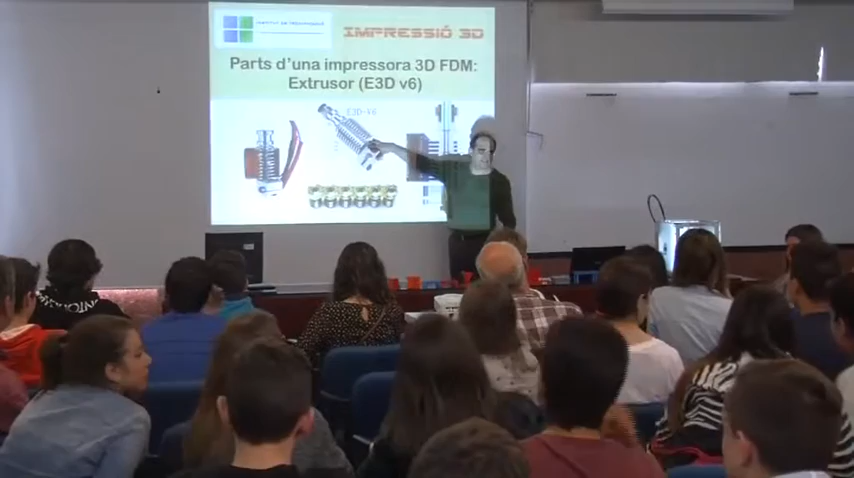 IMPRESSIÓ 3D
Parts d'una impressora 3D FDM:
Extrusor (E3D v6)
E3D-V6